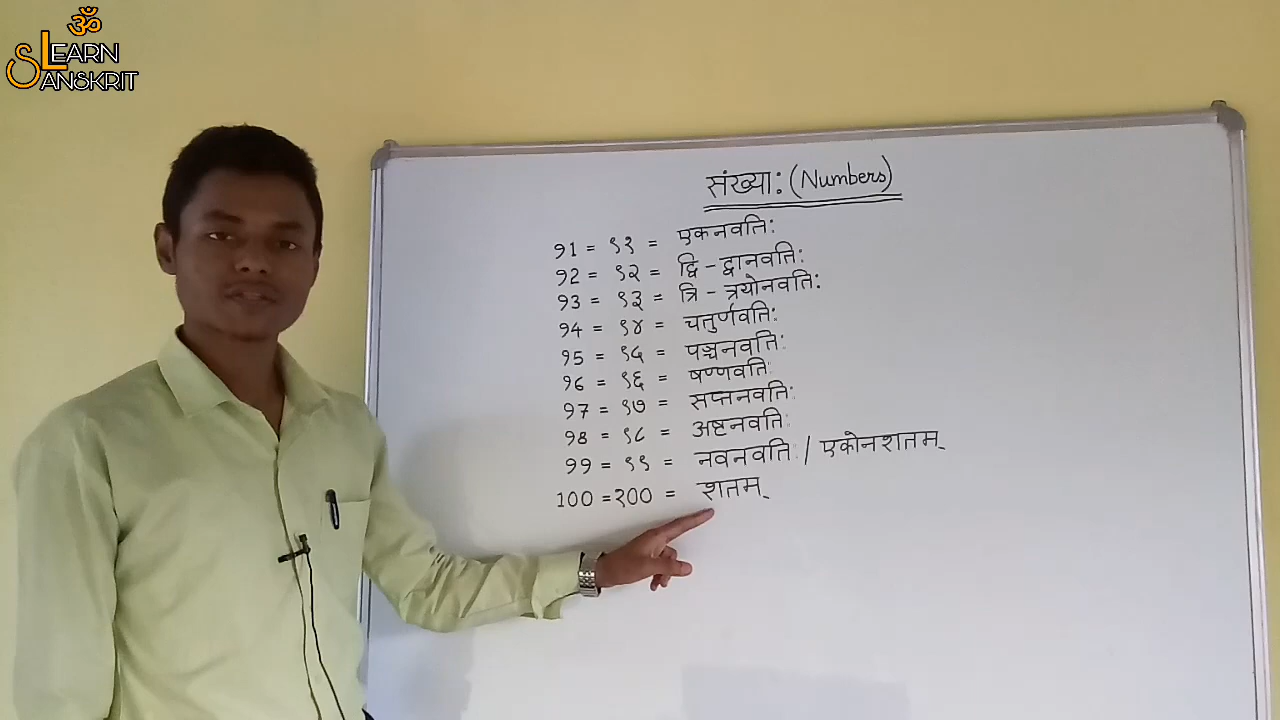 ॐ
LEARN
SANSKRIT
संख्या: (Numbers)
91 = ९१ = एकनवतिः
92 = ९२ = द्वि - द्वानवतिः
93 = ९३ = त्रि - त्रयोनवतिः
94 = ९४ = चतुर्णवतिः
95 = ९५ = पञ्चनवतिः
96 = ९६ = षण्णवतिः
97 = ९७ = सप्तनवतिः
98 = ९८ = अष्टनवतिः
99 = ९९ = नवनवतिः / एकोनशतम्
100 = १०० = शतम्